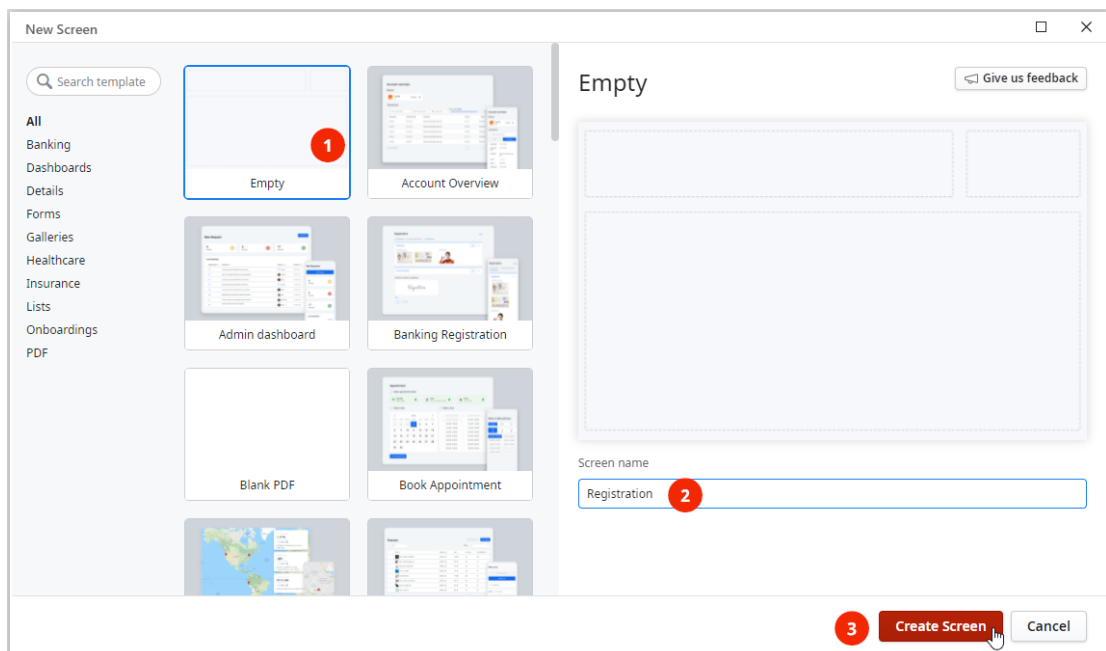 New Screen
Search template
All
Banking
Dashboards
Details
Forms
Galleries
Healthcare
Insurance
Lists
Onboardings
PDF
1
Empty
Account Overview
Admin dashboard
Banking Registration
Blank PDF
Book Appointment
Empty
Give us feedback
Screen name
Registration
2
3
Create Screen
Cancel